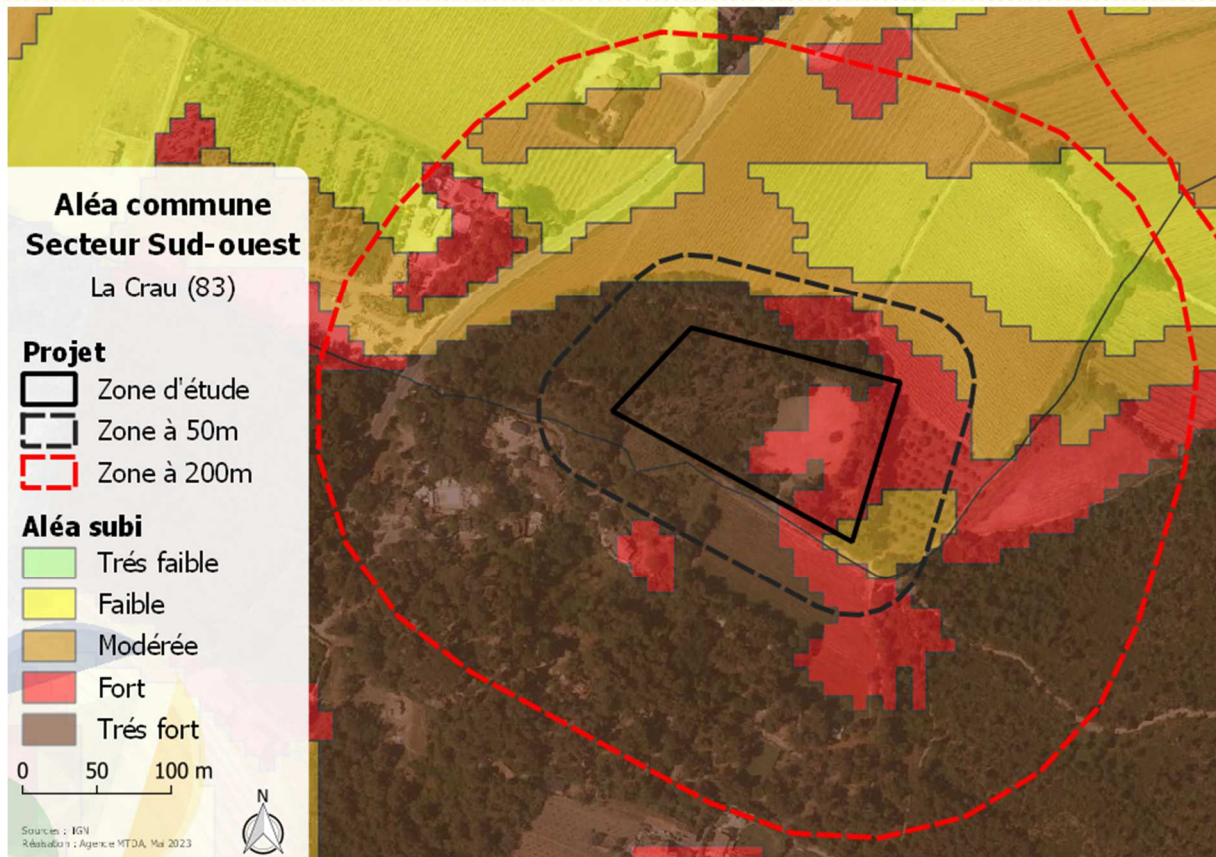 Aléa commune
Secteur Sud-ouest
La Crau (83)
Projet
Zone d'étude
Zone à 50m
Zone à 200m
Aléa subi
Trés faible
Faible
Modérée
Fort
Trés fort
0 50 100 m
N
Sources : IGN
Réalisation : Agence MTDA, Mai 2023